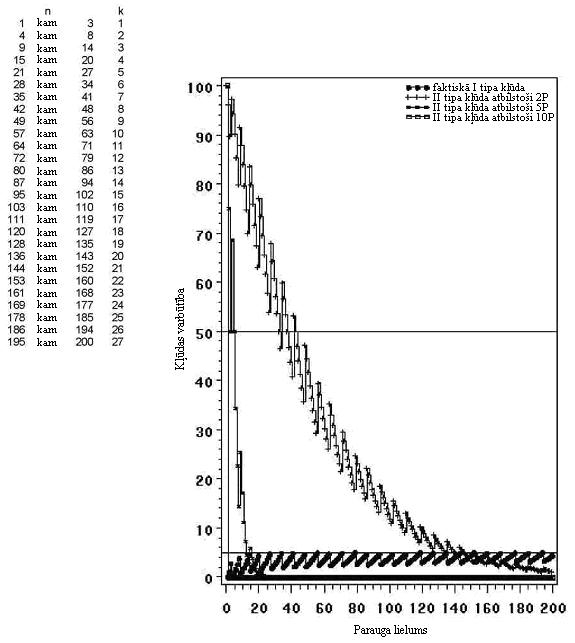 n k
1 kam 3 1
4 kam 8 2
9 kam 14 3
15 kam 20 4
21 kam 27 5
28 kam 34 6
35 kam 41 7
42 kam 48 8
49 kam 56 9
57 kam 63 10
64 kam 71 11
72 kam 79 12
80 kam 86 13
87 kam 94 14
95 kam 102 15
103 kam 110 16
111 kam 119 17
120 kam 127 18
128 kam 135 19
136 kam 143 20
144 kam 152 21
153 kam 160 22
161 kam 168 23
169 kam 177 24
178 kam 185 25
186 kam 194 26
195 kam 200 27
faktiskā I tipa kļūda
II tipa kļūda atbilstoši 2P
II tipa kļūda atbilstoši 5P
II tipa kļūda atbilstoši 10P
Kļūdas varbūtība
100
90
80
70
60
50
40
30
20
10
0
0 20 40 60 80 100 120 140 160 180 200
Parauga lielums